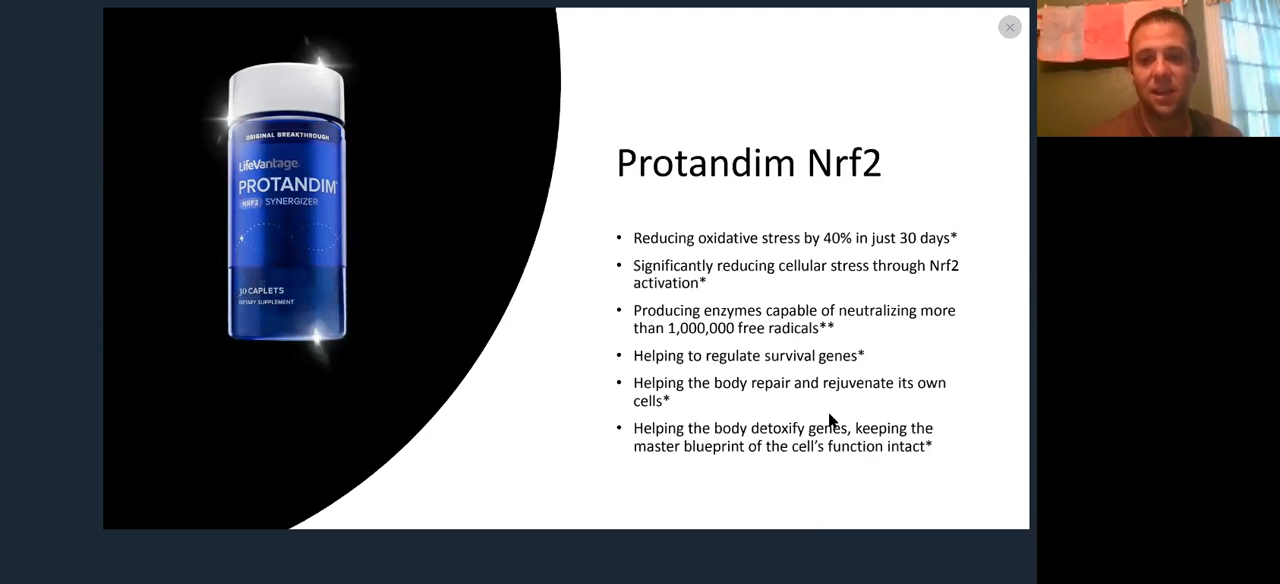 ORIGINAL BREAKTHROUGH
LifeVantage
PROTANDIM
NRF2 SYNERGIZER
30 CAPLETS
DIETARY SUPPLEMENT
Protandim Nrf2
• Reducing oxidative stress by 40% in just 30 days*
• Significantly reducing cellular stress through Nrf2
activation*
• Producing enzymes capable of neutralizing more
than 1,000,000 free radicals**
• Helping to regulate survival genes*
• Helping the body repair and rejuvenate its own
cells*
• Helping the body detoxify genes, keeping the
master blueprint of the cell’s function intact*